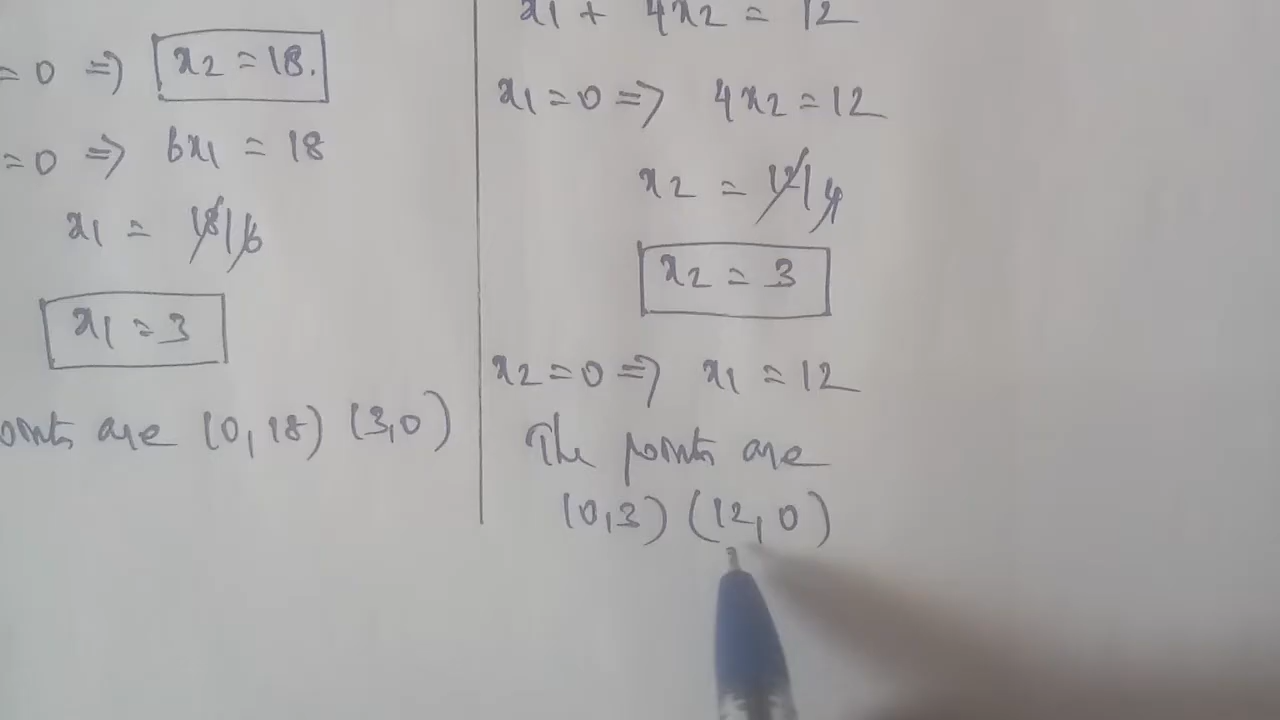 = 0 => x2 = 18.
= 0 => 6x1 = 18
x1 = 18/6
x1 = 3
points are (0,18) (3,0)
x1 + 4x2 = 12
x1 = 0 => 4x2 = 12
x2 = 12/4
x2 = 3
x2 = 0 => x1 = 12
The points are
(0,3) (12,0)